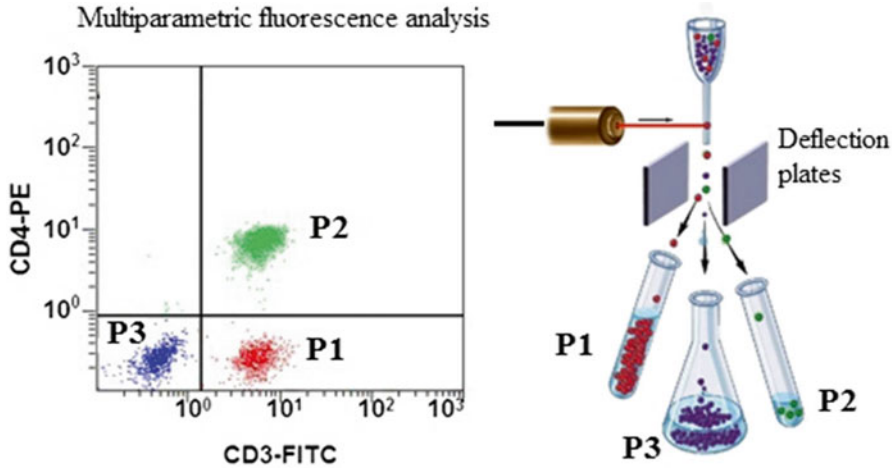 Multiparametric fluorescence analysis
10³
10²
10¹
10⁰
CD4-PE
P2
P3
P1
10⁰ 10¹ 10² 10³
CD3-FITC
Deflection
plates
P1
P2
P3